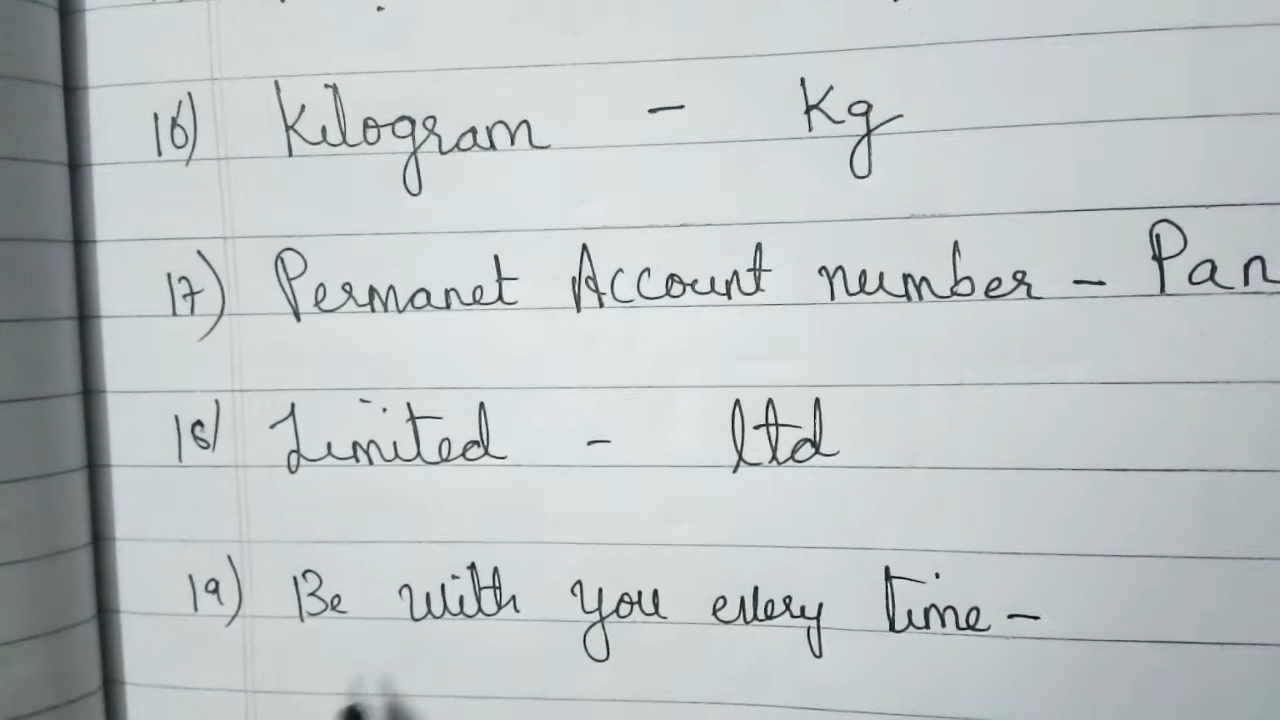 16) Kilogram - Kg
17) Permanet Account number - Pan
18) Limited - ltd
19) Be with you every time -